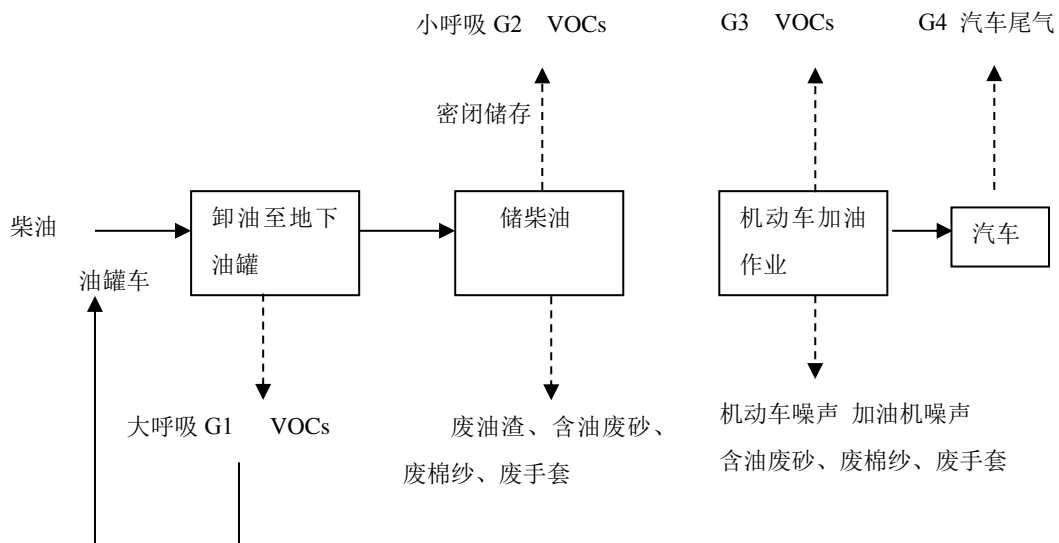 小呼吸 G2 VOCs
G3 VOCs
G4 汽车尾气
密闭储存
柴油
油罐车
卸油至地下
油罐
储柴油
机动车加油
作业
汽车
大呼吸 G1 VOCs
废油渣、含油废砂、
废棉纱、废手套
机动车噪声 加油机噪声
含油废砂、废棉纱、废手套